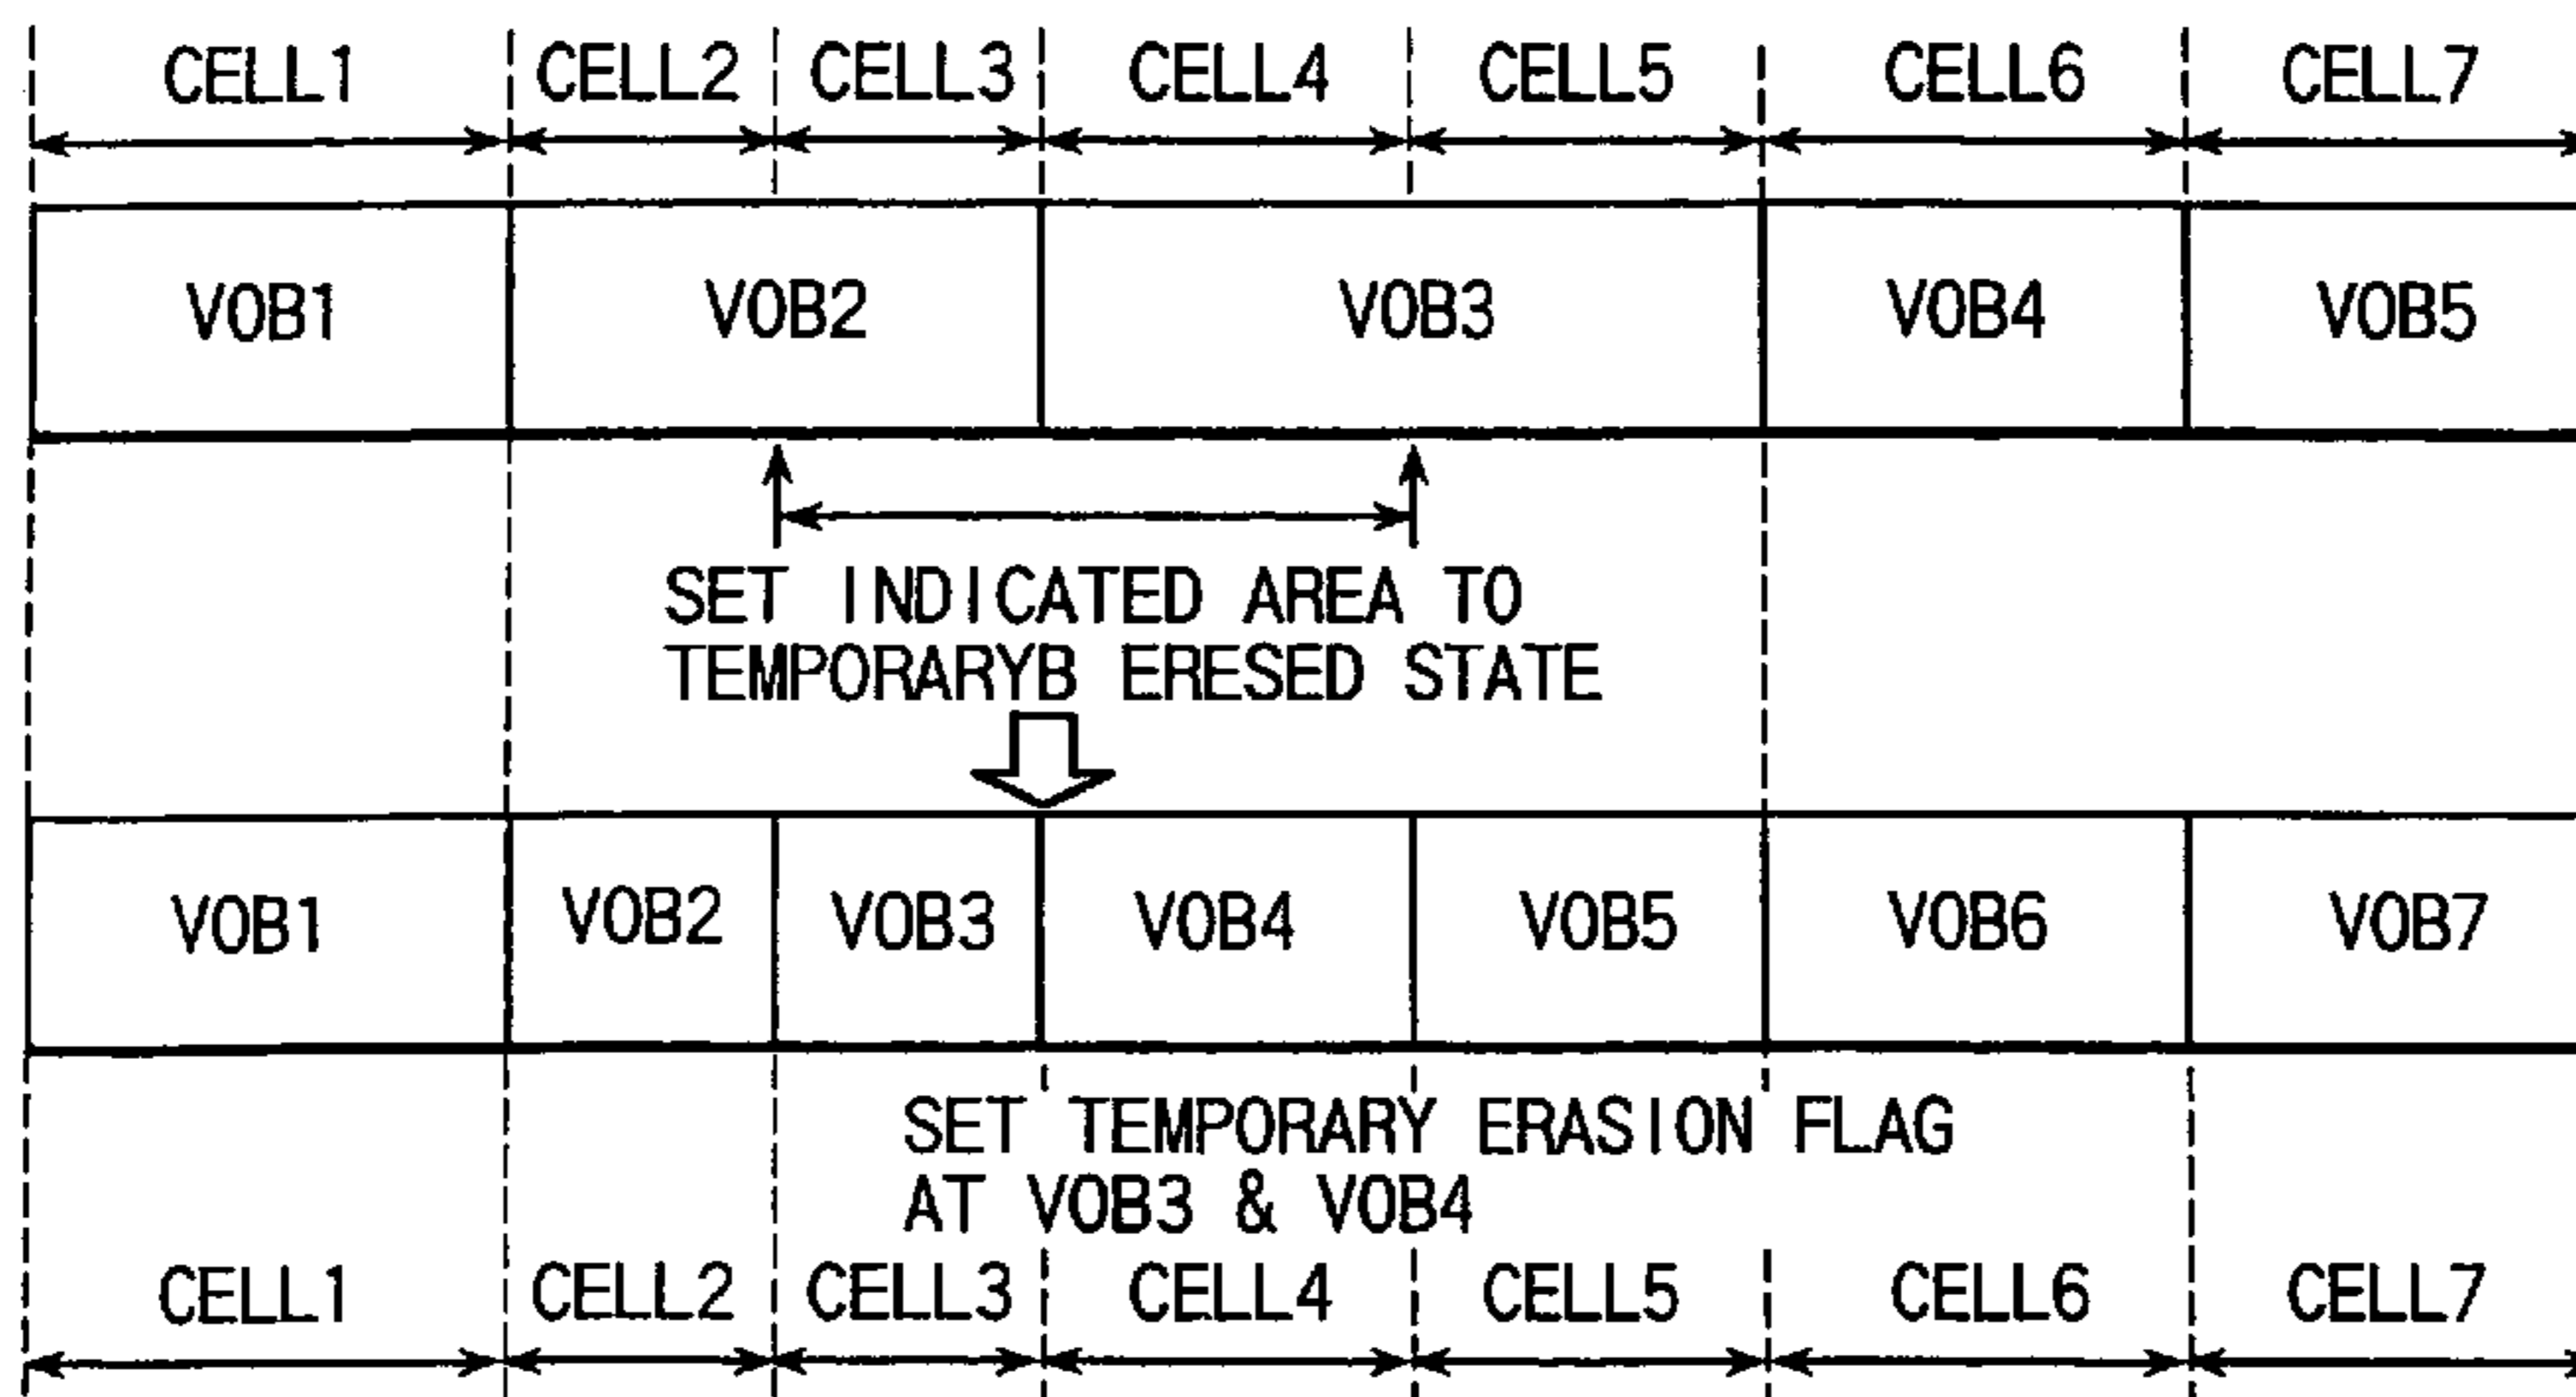 CELL1 CELL2 CELL3 CELL4 CELL5 CELL6 CELL7
VOB1 VOB2 VOB3 VOB4 VOB5
SET INDICATED AREA TO
TEMPORARYB ERESED STATE
VOB1 VOB2 VOB3 VOB4 VOB5 VOB6 VOB7
SET TEMPORARY ERASION FLAG
AT VOB3 & VOB4
CELL1 CELL2 CELL3 CELL4 CELL5 CELL6 CELL7